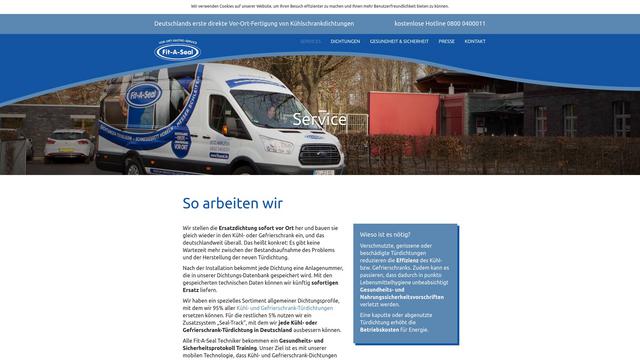 Wir verwenden Cookies auf unserer Website, um Ihren Besuch effizienter zu machen und Ihnen mehr Benutzerfreundlichkeit bieten zu können.
Deutschlands erste direkte Vor-Ort-Fertigung von Kühlschrankdichtungen
kostenlose Hotline 0800 0400011
SERVICES DICHTUNGEN GESUNDHEIT & SICHERHEIT PRESSE KONTAKT
Fit-A-Seal
Fit-A-Seal
Service
So arbeiten wir
Wir stellen die Ersatzdichtung sofort vor Ort her und bauen sie
gleich wieder in den Kühl- oder Gefrierschrank ein, und das
deutschlandweit überall. Das heißt konkret: Es gibt keine
Wartezeit mehr zwischen der Bestandsaufnahme des Problems
und der Herstellung der neuen Türdichtung.
Nach der Installation bekommt jede Dichtung eine Anlagenummer,
die in unserer Dichtungs-Datenbank gespeichert wird. Mit den
gespeicherten technischen Daten können wir künftig sofortigen
Ersatz liefern.
Wir haben ein spezielles Sortiment allgemeiner Dichtungsprofile,
mit dem wir 95% aller Kühl- und Gefrierschrank-Türdichtungen
ersetzen können. Für die restlichen 5% nutzen wir ein
Zusatzsystem „Seal-Track“, mit dem wir jede Kühl- oder
Gefrierschrank-Türdichtung in Deutschland ausbessern können.
Alle Fit-A-Seal Techniker bekommen ein Gesundheits- und
Sicherheitsprotokoll Training. Unser Ziel ist es mit unserer
mobilen Technologie, dass Kühl- und Gefrierschrank-Dichtungen
Wieso ist es nötig?
Verschmutzte, gerissene oder
beschädigte Türdichtungen
reduzieren die Effizienz des Kühl-
bzw. Gefrierschranks. Zudem kann es
passieren, dass dadurch in punkto
Lebensmittelhygiene unbeabsichtigt
Gesundheits- und
Nahrungssicherheitsvorschriften
verletzt werden.
Eine kaputte oder abgenutzte
Türdichtung erhöht die
Betriebskosten für Energie.